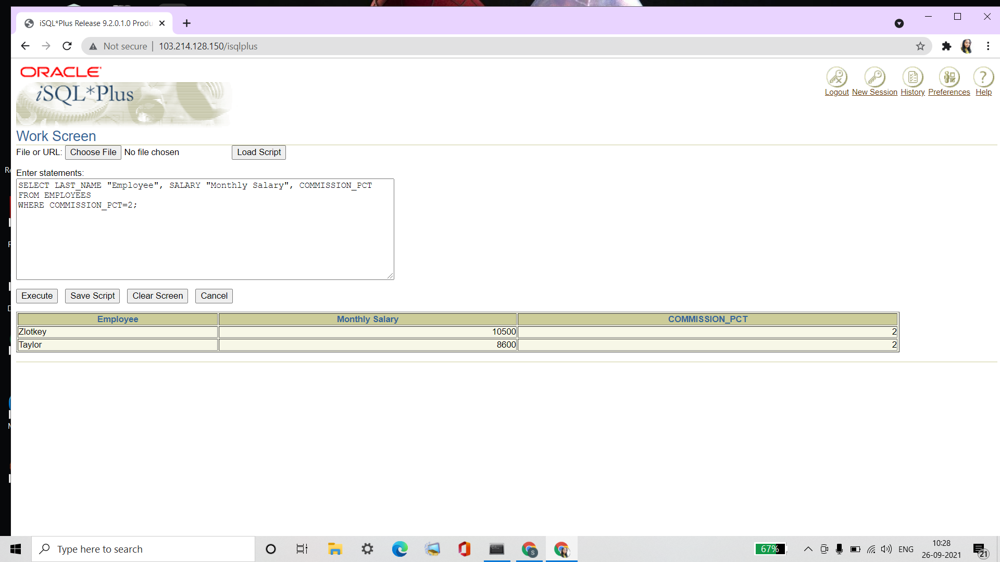 iSQL*Plus Release 9.2.0.1.0 Produ
Not secure | 103.214.128.150/isqlplus
ORACLE
iSQL*Plus
Logout New Session History Preferences Help
Work Screen
File or URL: Choose File No file chosen Load Script
Enter statements:
SELECT LAST_NAME "Employee", SALARY "Monthly Salary", COMMISSION_PCT
FROM EMPLOYEES
WHERE COMMISSION_PCT=2;
Execute Save Script Clear Screen Cancel
Employee Monthly Salary COMMISSION_PCT
Zlotkey 10500 2
Taylor 8600 2
Type here to search
67%
ENG
10:28
26-09-2021
21